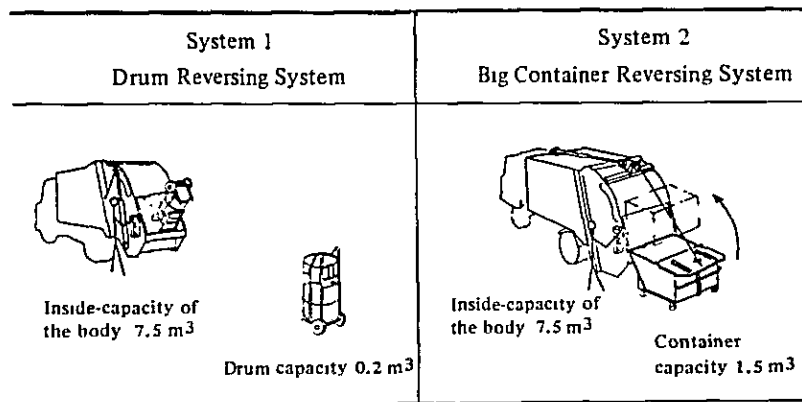 System 1
Drum Reversing System
System 2
Big Container Reversing System
Inside-capacity of
the body 7.5 m³
Drum capacity 0.2 m³
Inside-capacity of
the body 7.5 m³
Container
capacity 1.5 m³